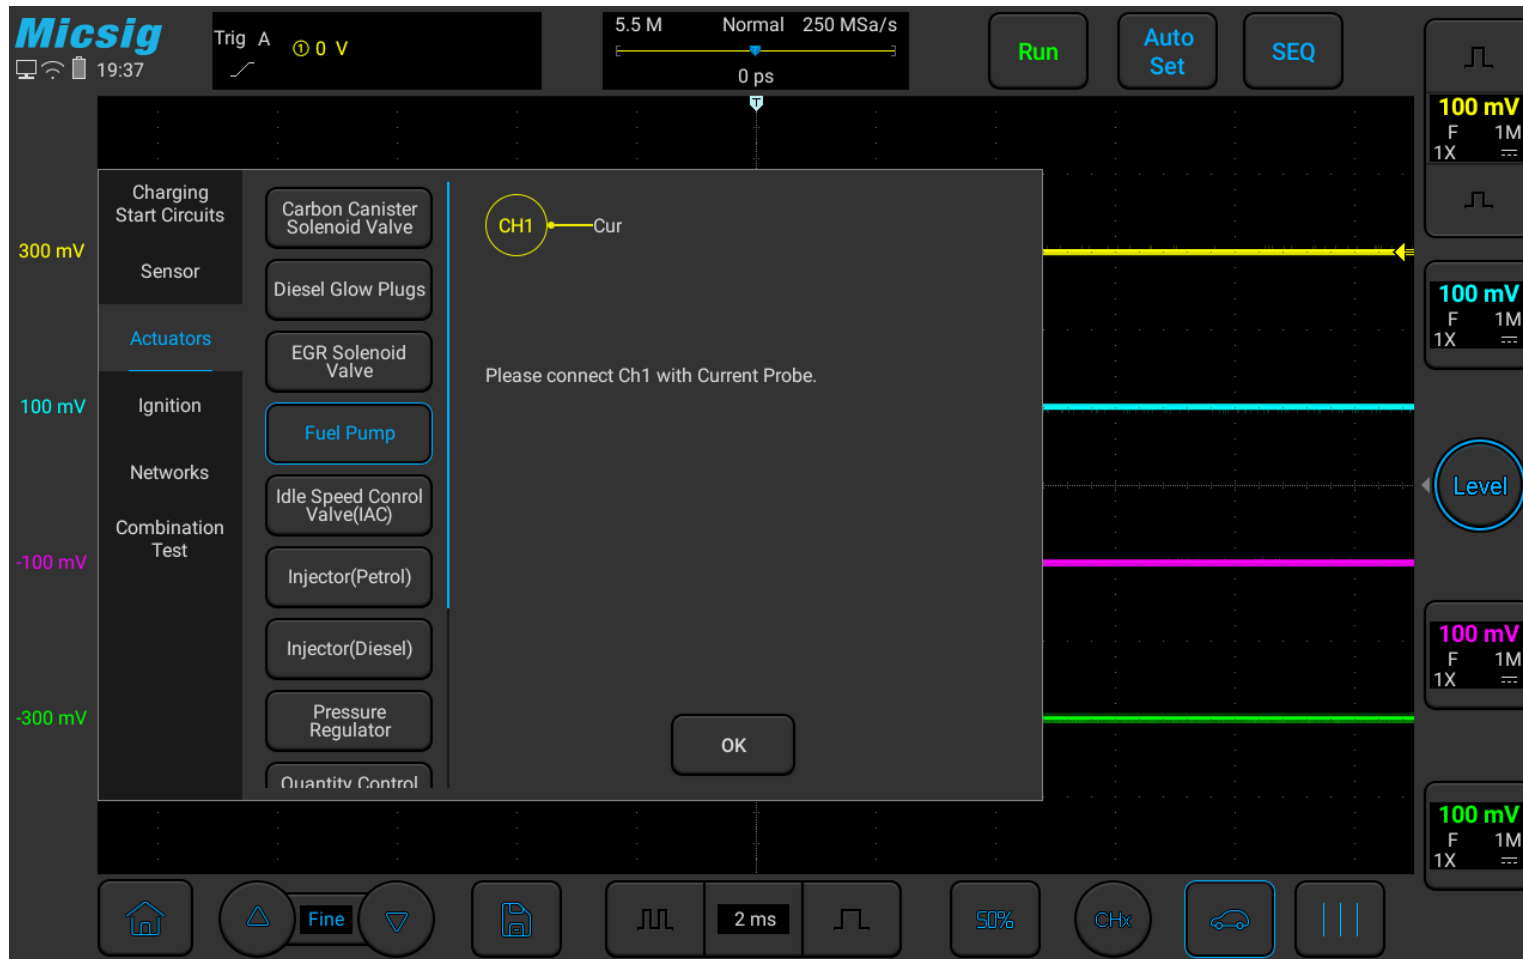 Micsig
19:37
Trig A ① 0 V
5.5 M Normal 250 MSa/s
0 ps
T
Run
Auto
Set
SEQ
100 mV
F 1M
1X
Charging
Start Circuits
Sensor
Actuators
Ignition
Networks
Combination
Test
Carbon Canister
Solenoid Valve
Diesel Glow Plugs
EGR Solenoid
Valve
Fuel Pump
Idle Speed Conrol
Valve(IAC)
Injector(Petrol)
Injector(Diesel)
Pressure
Regulator
Quantity Control
CH1 Cur
Please connect Ch1 with Current Probe.
OK
300 mV
100 mV
-100 mV
-300 mV
100 mV
F 1M
1X
Level
100 mV
F 1M
1X
100 mV
F 1M
1X
Fine
2 ms
50%
CHx